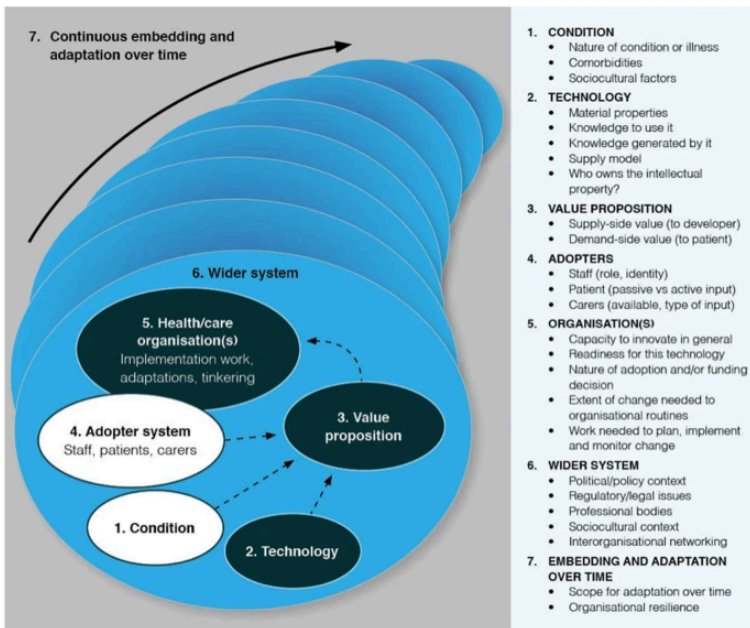 7. Continuous embedding and
adaptation over time
6. Wider system
5. Health/care
organisation(s)
Implementation work,
adaptations, tinkering
4. Adopter system
Staff, patients, carers
3. Value
proposition
1. Condition
2. Technology
1. CONDITION
• Nature of condition or illness
• Comorbidities
• Sociocultural factors
2. TECHNOLOGY
• Material properties
• Knowledge to use it
• Knowledge generated by it
• Supply model
• Who owns the intellectual
property?
3. VALUE PROPOSITION
• Supply-side value (to developer)
• Demand-side value (to patient)
4. ADOPTERS
• Staff (role, identity)
• Patient (passive vs active input)
• Carers (available, type of input)
5. ORGANISATION(S)
• Capacity to innovate in general
• Readiness for this technology
• Nature of adoption and/or funding
decision
• Extent of change needed to
organisational routines
• Work needed to plan, implement
and monitor change
6. WIDER SYSTEM
• Political/policy context
• Regulatory/legal issues
• Professional bodies
• Sociocultural context
• Interorganisational networking
7. EMBEDDING AND ADAPTATION
OVER TIME
• Scope for adaptation over time
• Organisational resilience